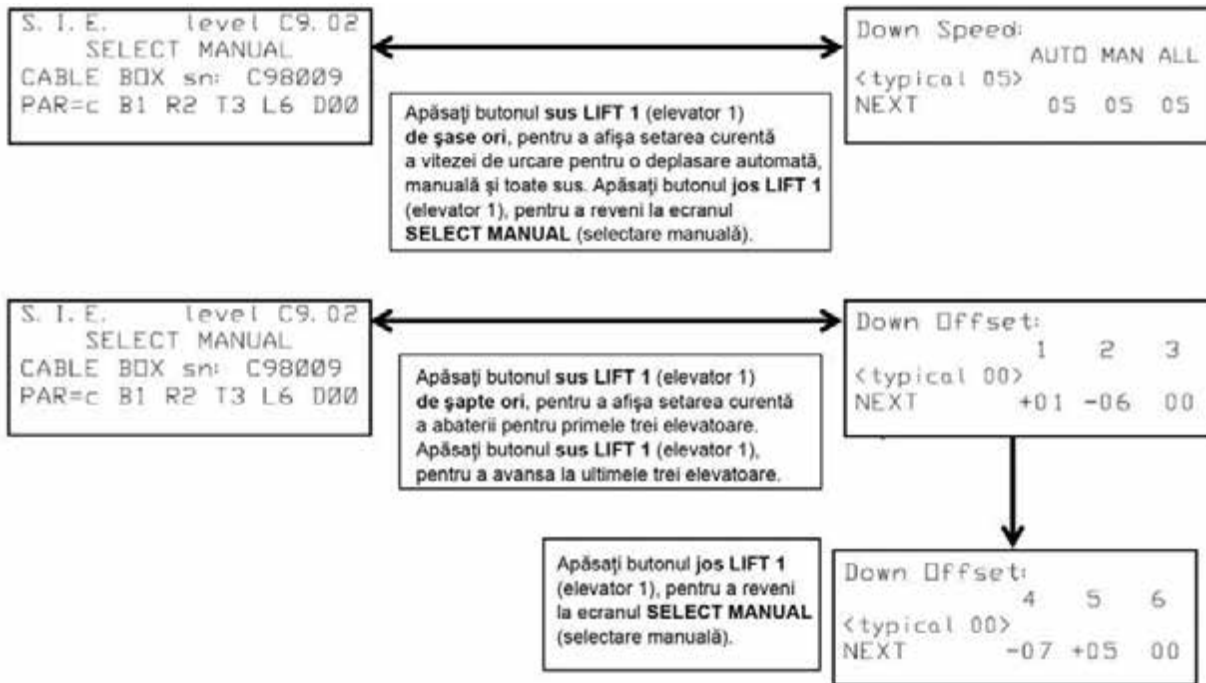 S. I. E. level C9.02
SELECT MANUAL
CABLE BOX sn: C98009
PAR=c B1 R2 T3 L6 D00
Down Speed:
AUTO MAN ALL
<typical 05>
NEXT 05 05 05
Apăsaţi butonul sus LIFT 1 (elevator 1)
de şase ori, pentru a afişa setarea curentă
a vitezei de urcare pentru o deplasare automată,
manuală şi toate sus. Apăsaţi butonul jos LIFT 1
(elevator 1), pentru a reveni la ecranul
SELECT MANUAL (selectare manuală).
S. I. E. level C9.02
SELECT MANUAL
CABLE BOX sn: C98009
PAR=c B1 R2 T3 L6 D00
Down Offset:
1 2 3
<typical 00>
NEXT +01 -06 00
Apăsaţi butonul sus LIFT 1 (elevator 1)
de şapte ori, pentru a afişa setarea curentă
a abaterii pentru primele trei elevatoare.
Apăsaţi butonul sus LIFT 1 (elevator 1),
pentru a avansa la ultimele trei elevatoare.
Apăsaţi butonul jos LIFT 1
(elevator 1), pentru a reveni
la ecranul SELECT MANUAL
(selectare manuală).
Down Offset:
4 5 6
<typical 00>
NEXT -07 +05 00